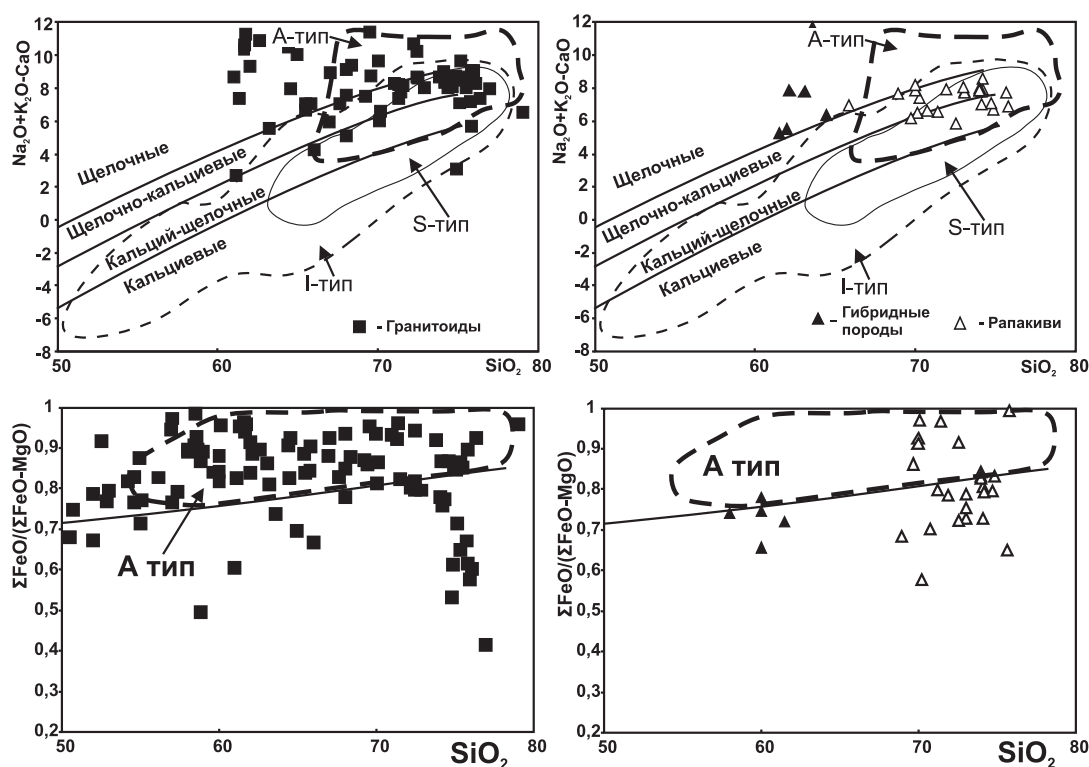 12
10
8
6
4
2
0
-2
-4
-6
-8
Na₂O+K₂O-CaO
А-тип
Щелочные
Щелочно-кальциевые
Кальций-щелочные
Кальциевые
S-тип
I-тип
- Гранитоиды
50
60
70
SiO₂
80
12
10
8
6
4
2
0
-2
-4
-6
-8
Na₂O+K₂O-CaO
А-тип
Щелочные
Щелочно-кальциевые
Кальций-щелочные
Кальциевые
S-тип
I-тип
- Гибридные
породы
- Рапакиви
50
60
70
SiO₂
80
1
0,9
0,8
0,7
0,6
0,5
0,4
0,3
0,2
ΣFeO/(ΣFeO-MgO)
А тип
50
60
70
80
SiO₂
1
0,9
0,8
0,7
0,6
0,5
0,4
0,3
0,2
ΣFeO/(ΣFeO-MgO)
А тип
50
60
70
80
SiO₂